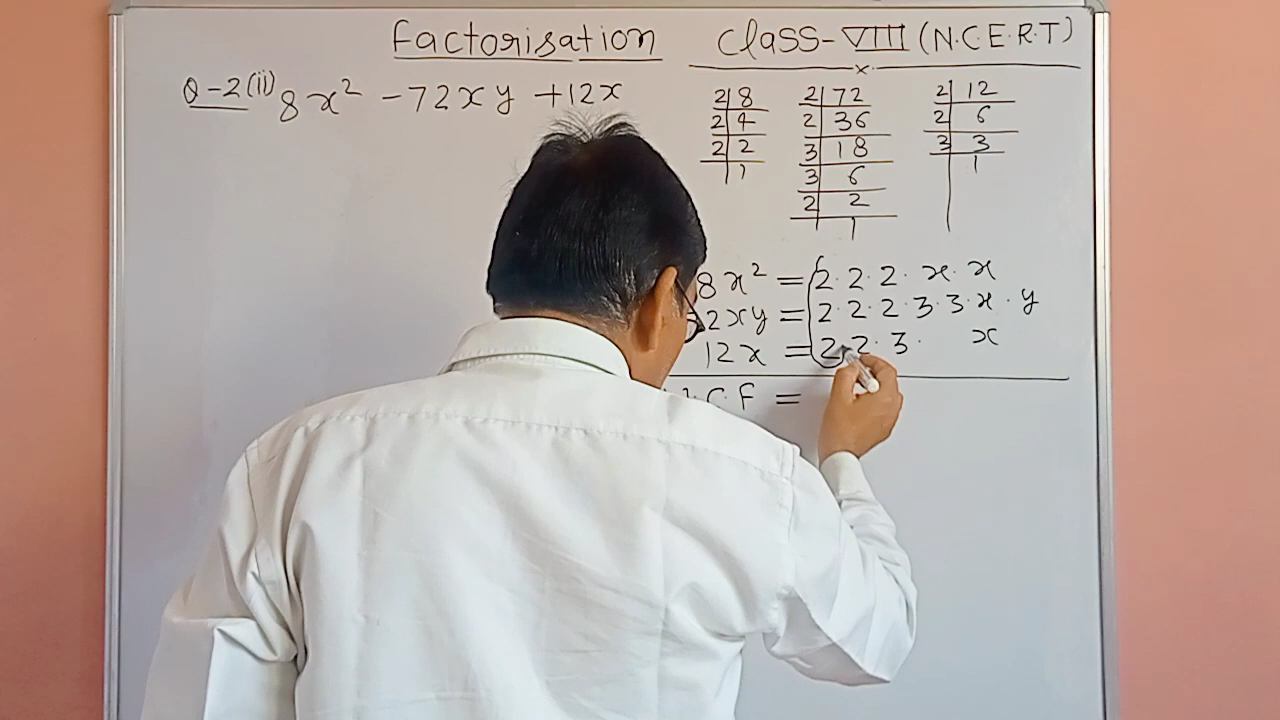 Factorisation Class-VIII (N.C.E.R.T)
Q-2(ii) 8x² -72xy +12x
2|8
2|4
2|2
1
2|72
2|36
3|18
3|6
2|2
1
2|12
2|6
3|3
1
8x² = 2.2.2.x.x
2xy = 2.2.2.3.3.x.y
12x = 2.2.3. x
.C.F =